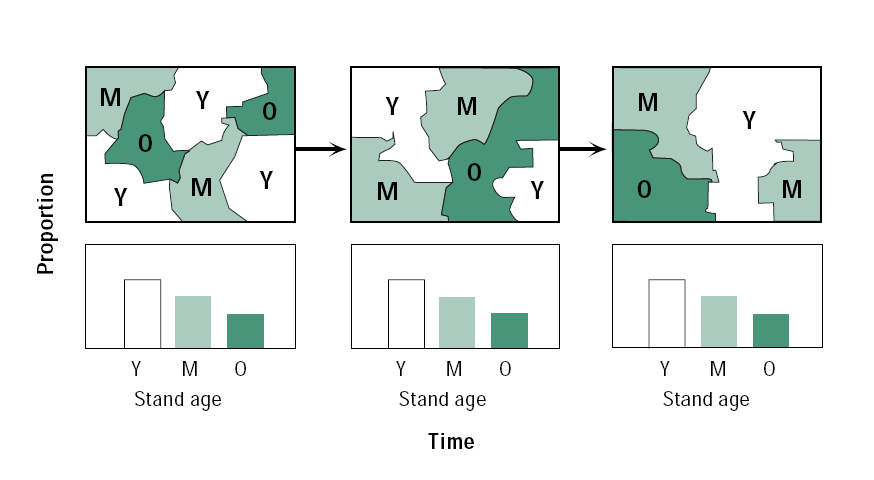 M Y O
O
Y M Y
Y M
O
M Y
M Y
O M
Proportion
Y M O
Stand age
Y M O
Stand age
Y M O
Stand age
Time